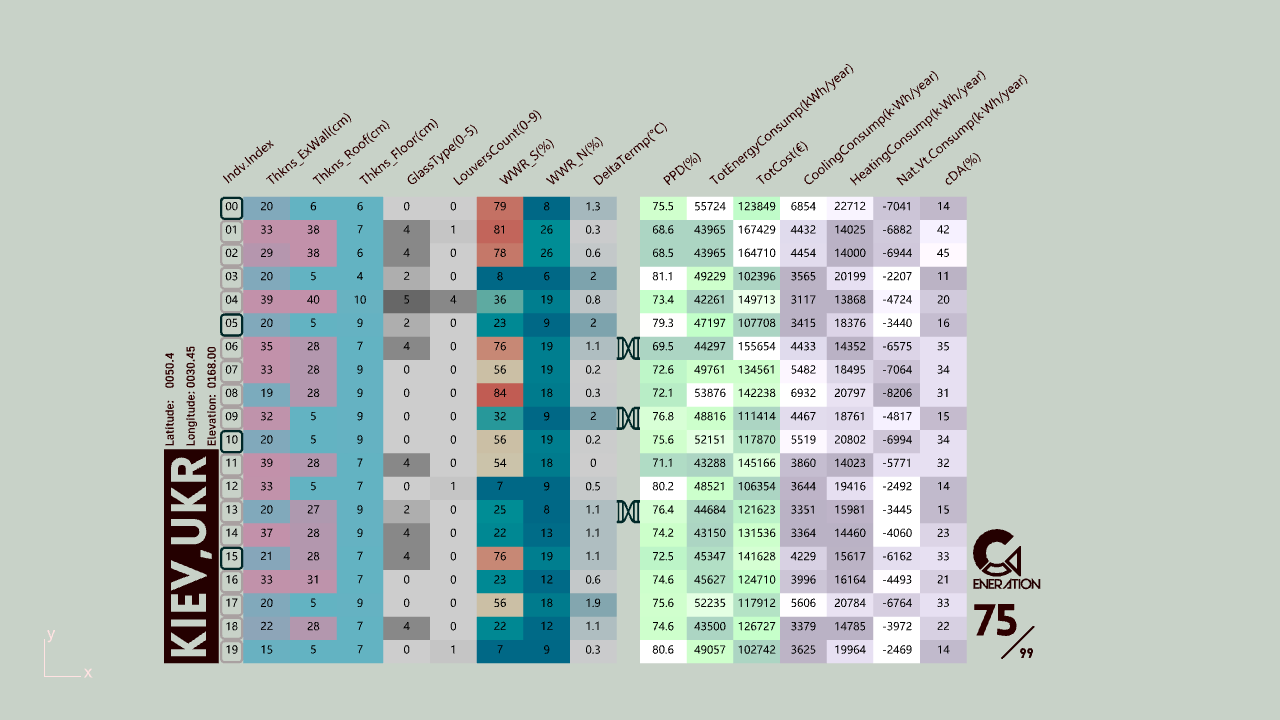 Indv.Index Thkns_ExWall(cm) Thkns_Roof(cm) Thkns_Floor(cm) GlassType(0-5) LouversCount(0-9) WWR_S(%) WWR_N(%) DeltaTermp(°C) PPD(%) TotEnergyConsump(kWh/year) TotCost(€) CoolingConsump(k·Wh/year) HeatingConsump(k·Wh/year) Nat.Vt.Consump(k·Wh/year) cDA(%)
00 20 6 6 0 0 79 8 1.3 75.5 55724 123849 6854 22712 -7041 14
01 33 38 7 4 1 81 26 0.3 68.6 43965 167429 4432 14025 -6882 42
02 29 38 6 4 0 78 26 0.6 68.5 43965 164710 4454 14000 -6944 45
03 20 5 4 2 0 8 6 2 81.1 49229 102396 3565 20199 -2207 11
04 39 40 10 5 4 36 19 0.8 73.4 42261 149713 3117 13868 -4724 20
05 20 5 9 2 0 23 9 2 79.3 47197 107708 3415 18376 -3440 16
06 35 28 7 4 0 76 19 1.1 69.5 44297 155654 4433 14352 -6575 35
07 33 28 9 0 0 56 19 0.2 72.6 49761 134561 5482 18495 -7064 34
08 19 28 9 0 0 84 18 0.3 72.1 53876 142238 6932 20797 -8206 31
09 32 5 9 0 0 32 9 2 76.8 48816 111414 4467 18761 -4817 15
10 20 5 9 0 0 56 19 0.2 75.6 52151 117870 5519 20802 -6994 34
11 39 28 7 4 0 54 18 0 71.1 43288 145166 3860 14023 -5771 32
12 33 5 7 0 1 7 9 0.5 80.2 48521 106354 3644 19416 -2492 14
13 20 27 9 2 0 25 8 1.1 76.4 44684 121623 3351 15981 -3445 15
14 37 28 9 4 0 22 13 1.1 74.2 43150 131536 3364 14460 -4060 23
15 21 28 7 4 0 76 19 1.1 72.5 45347 141628 4229 15617 -6162 33
16 33 31 7 0 0 23 12 0.6 74.6 45627 124710 3996 16164 -4493 21
17 20 5 9 0 0 56 18 1.9 75.6 52235 117912 5606 20784 -6764 33
18 22 28 7 4 0 22 12 1.1 74.6 43500 126727 3379 14785 -3972 22
19 15 5 7 0 1 7 9 0.3 80.6 49057 102742 3625 19964 -2469 14
KIEV,UKR
Latitude: 0050.4
Longitude: 0030.45
Elevation: 0168.00
GENERATION
75/99
y
x